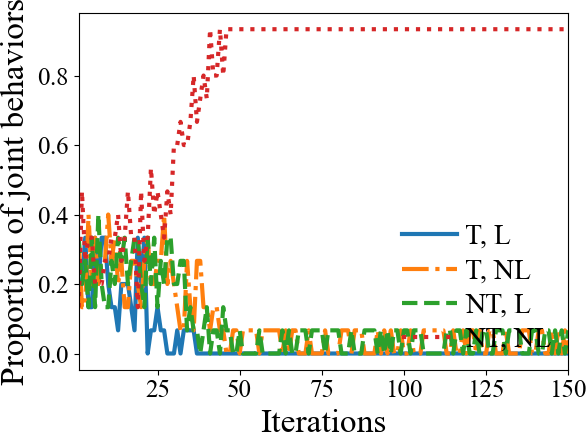 Proportion of joint behaviors
0.8
0.6
0.4
0.2
0.0
T, L
T, NL
NT, L
NT, NL
25
50
75
100
125
150
Iterations